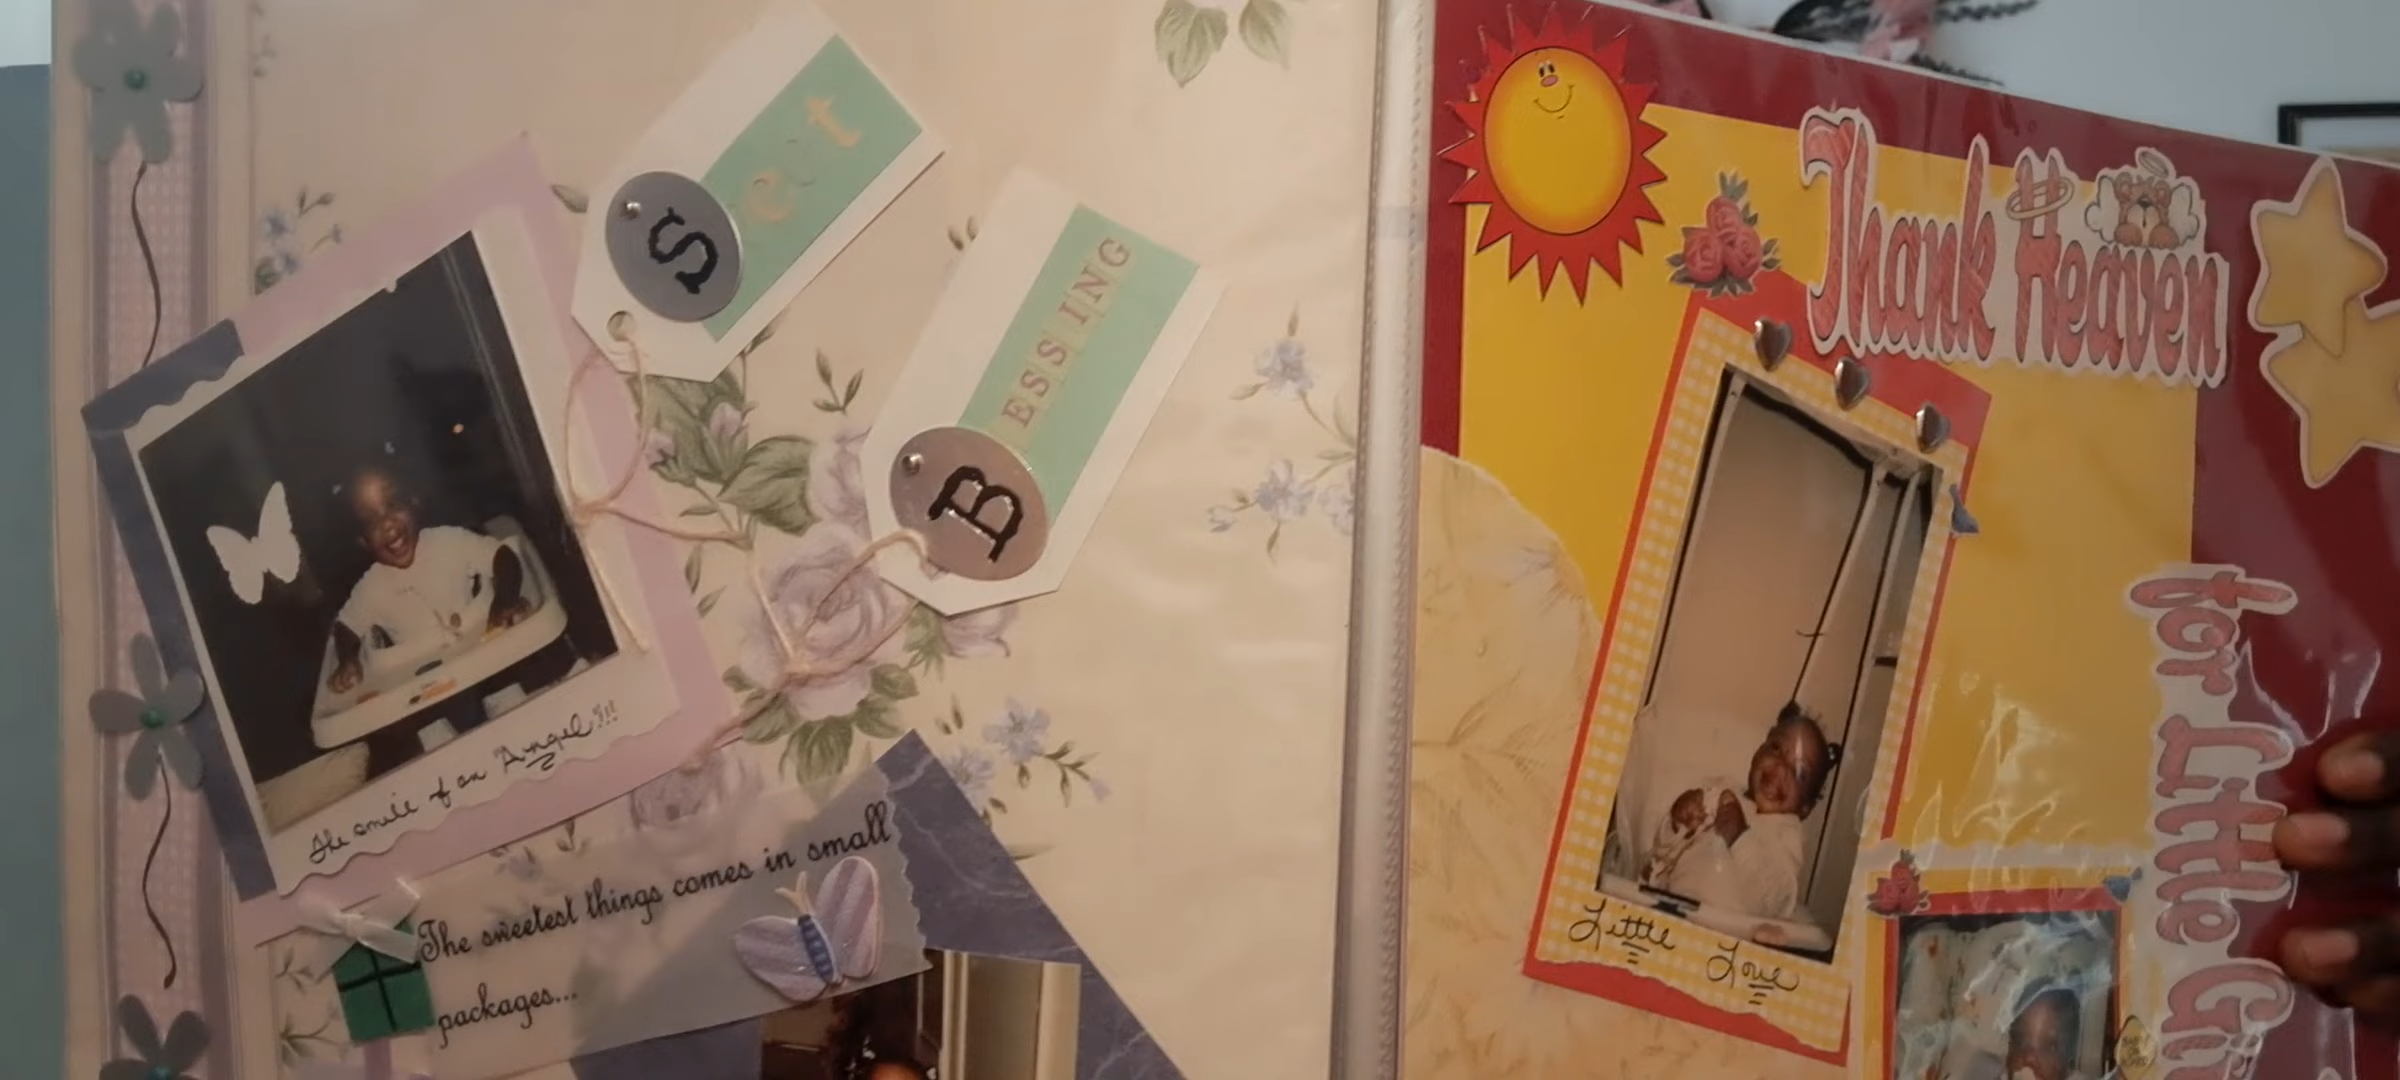 S e t
B ESSING
The smile of an "Angel"!!!
The sweetest things comes in small
packages...
Thank Heaven
for Little Gi
Little Love